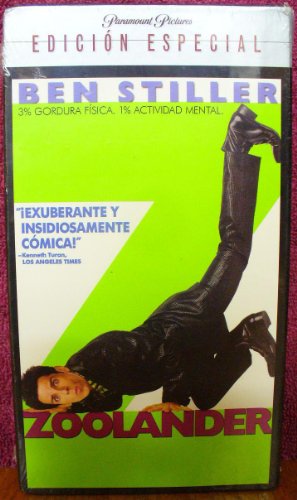 Paramount Pictures
EDICIÓN ESPECIAL
BEN STILLER
3% GORDURA FÍSICA. 1% ACTIVIDAD MENTAL.
"¡EXUBERANTE Y
INSIDIOSAMENTE
CÓMICA!"
–Kenneth Turan,
LOS ANGELES TIMES
ZOOLANDER